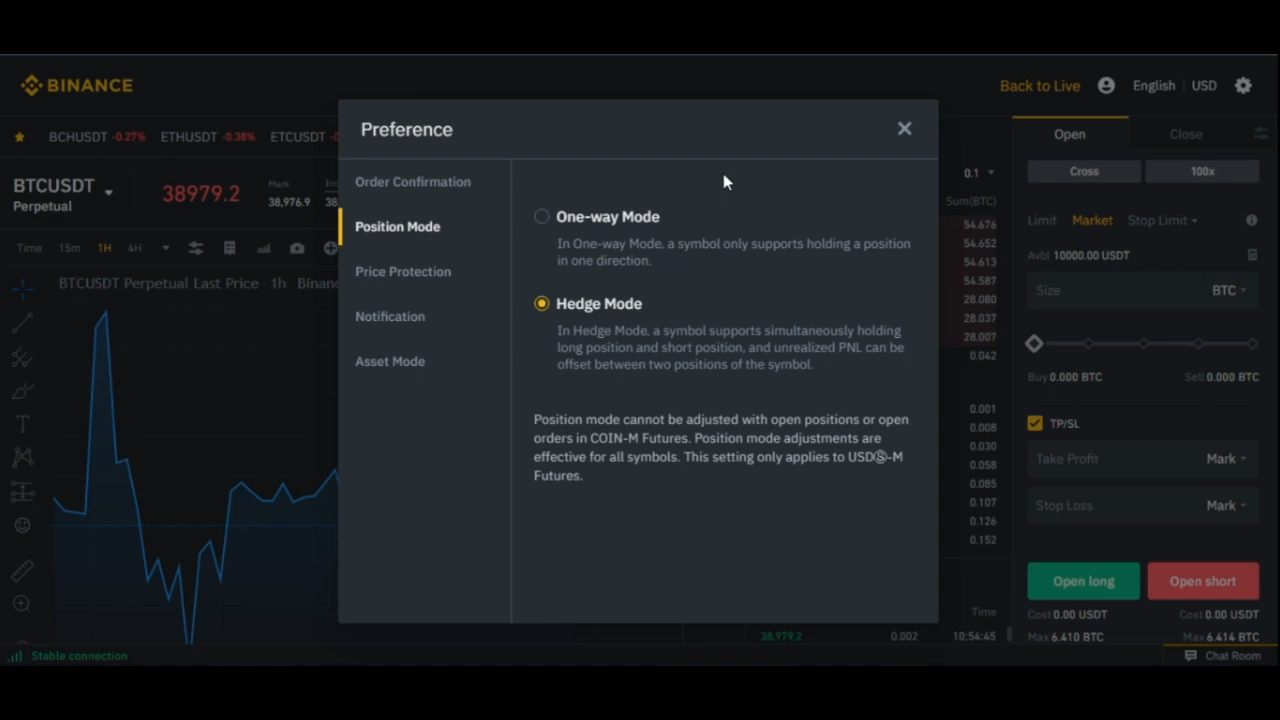 BINANCE
Back to Live
English | USD
BCHUSDT -0.27% ETHUSDT -0.38% ETCUSDT
BTCUSDT
Perpetual
38979.2
Mark
38,976.9
38
Time 15m 1H 4H
BTCUSDT Perpetual Last Price · 1h · Binanc
Preference
Order Confirmation
Position Mode
Price Protection
Notification
Asset Mode
One-way Mode
In One-way Mode, a symbol only supports holding a position
in one direction.
Hedge Mode
In Hedge Mode, a symbol supports simultaneously holding
long position and short position, and unrealized PNL can be
offset between two positions of the symbol.
Position mode cannot be adjusted with open positions or open
orders in COIN-M Futures. Position mode adjustments are
effective for all symbols. This setting only applies to USDⓈ-M
Futures.
0.1
Sum(BTC)
54.676
54.652
54.613
54.587
28.080
28.037
28.007
0.042
0.001
0.008
0.030
0.058
0.085
0.107
0.126
0.152
Time
38,979.2 0.002 10:54:45
Open Close
Cross 100x
Limit Market Stop Limit
Avbl 10000.00 USDT
Size BTC
Buy 0.000 BTC Sell 0.000 BTC
TP/SL
Take Profit Mark
Stop Loss Mark
Open long Open short
Cost 0.00 USDT Cost 0.00 USDT
Max 6.410 BTC Max 6.414 BTC
Stable connection
Chat Room